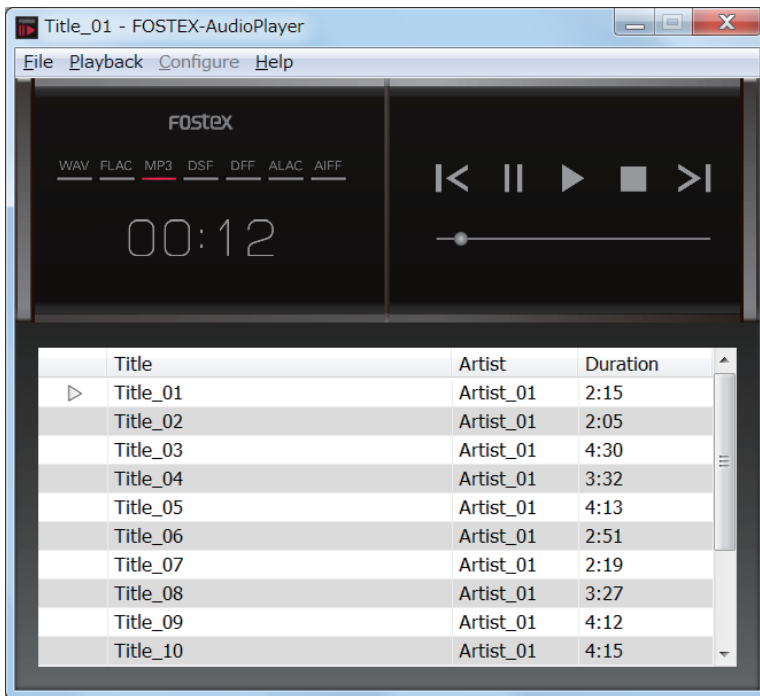 Title_01 - FOSTEX-AudioPlayer
File Playback Configure Help
FOSTEX
WAV FLAC MP3 DSF DFF ALAC AIFF
00:12
Title Artist Duration
Title_01 Artist_01 2:15
Title_02 Artist_01 2:05
Title_03 Artist_01 4:30
Title_04 Artist_01 3:32
Title_05 Artist_01 4:13
Title_06 Artist_01 2:51
Title_07 Artist_01 2:19
Title_08 Artist_01 3:27
Title_09 Artist_01 4:12
Title_10 Artist_01 4:15